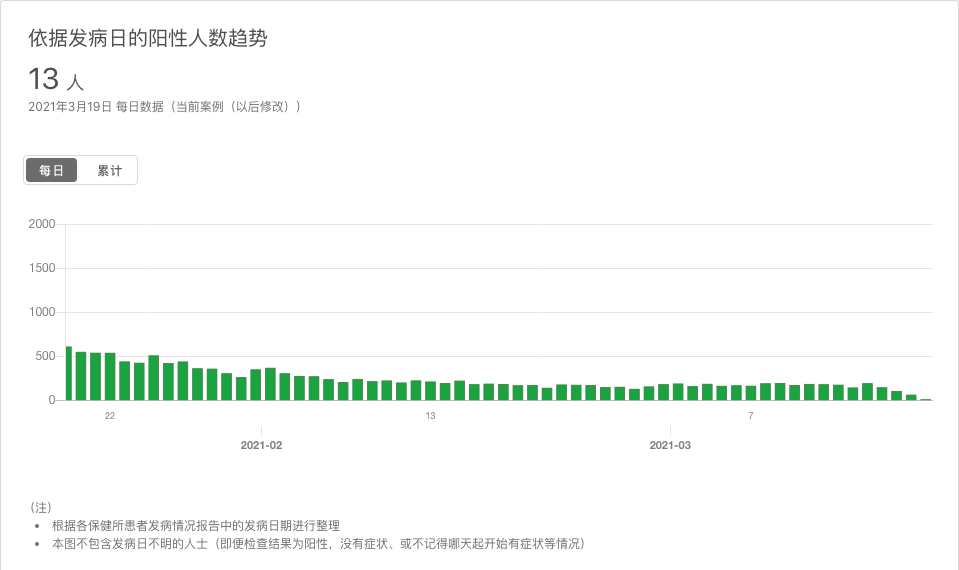 依据发病日的阳性人数趋势
13 人
2021年3月19日 每日数据（当前案例（以后修改））
每日 累计
2000
1500
1000
500
0
22 13 7
2021-02 2021-03
（注）
• 根据各保健所患者发病情况报告中的发病日期进行整理
• 本图不包含发病日不明的人士（即便检查结果为阳性，没有症状、或不记得哪天起开始有症状等情况）